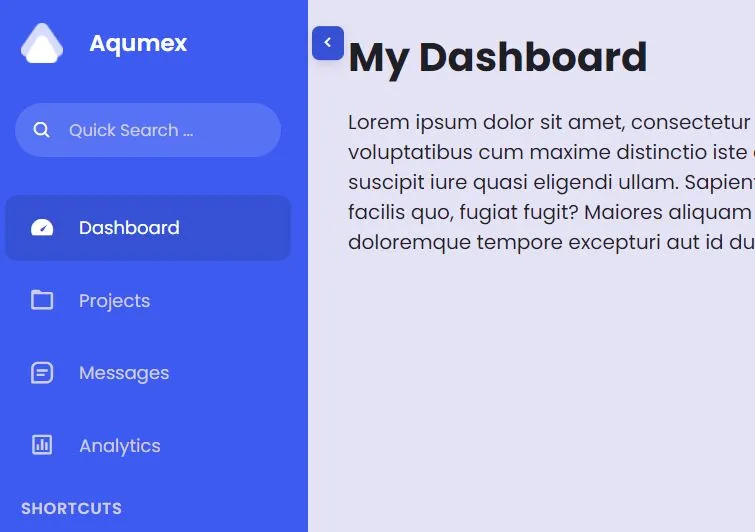 Aqumex
Quick Search ...
Dashboard
Projects
Messages
Analytics
SHORTCUTS
My Dashboard
Lorem ipsum dolor sit amet, consectetur
voluptatibus cum maxime distinctio iste
suscipit iure quasi eligendi ullam. Sapien
facilis quo, fugiat fugit? Maiores aliquam
doloremque tempore excepturi aut id du